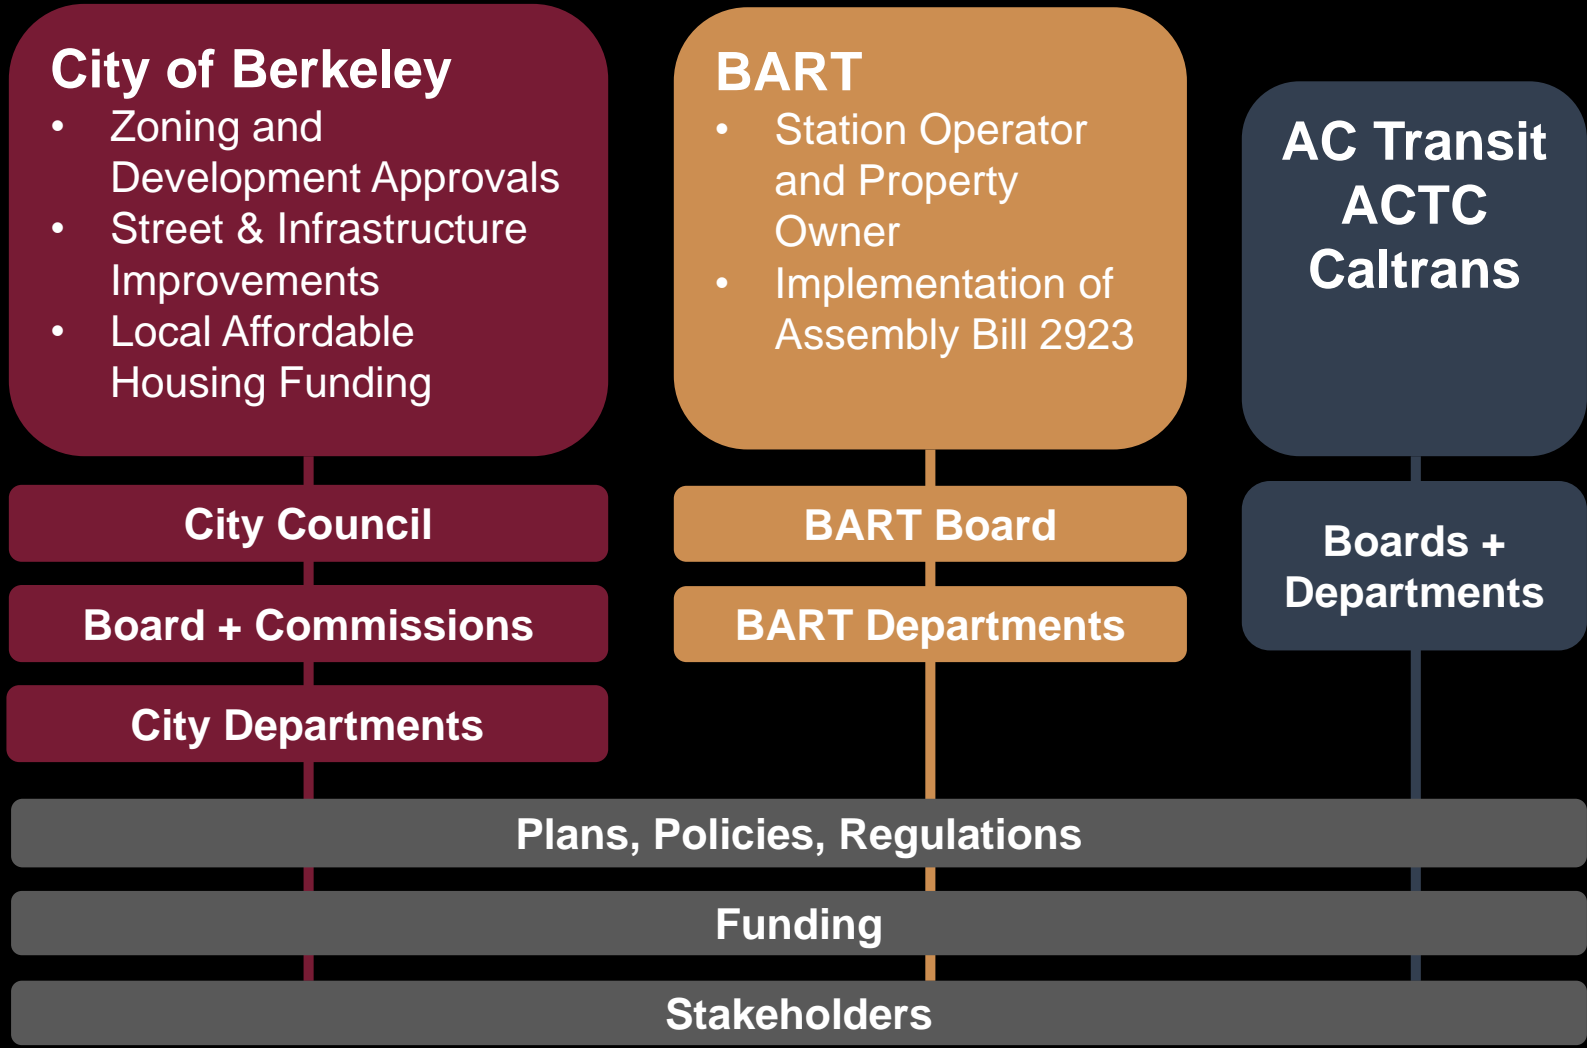 City of Berkeley
• Zoning and
Development Approvals
• Street & Infrastructure
Improvements
• Local Affordable
Housing Funding
City Council
Board + Commissions
City Departments
BART
• Station Operator
and Property
Owner
• Implementation of
Assembly Bill 2923
BART Board
BART Departments
AC Transit
ACTC
Caltrans
Boards +
Departments
Plans, Policies, Regulations
Funding
Stakeholders